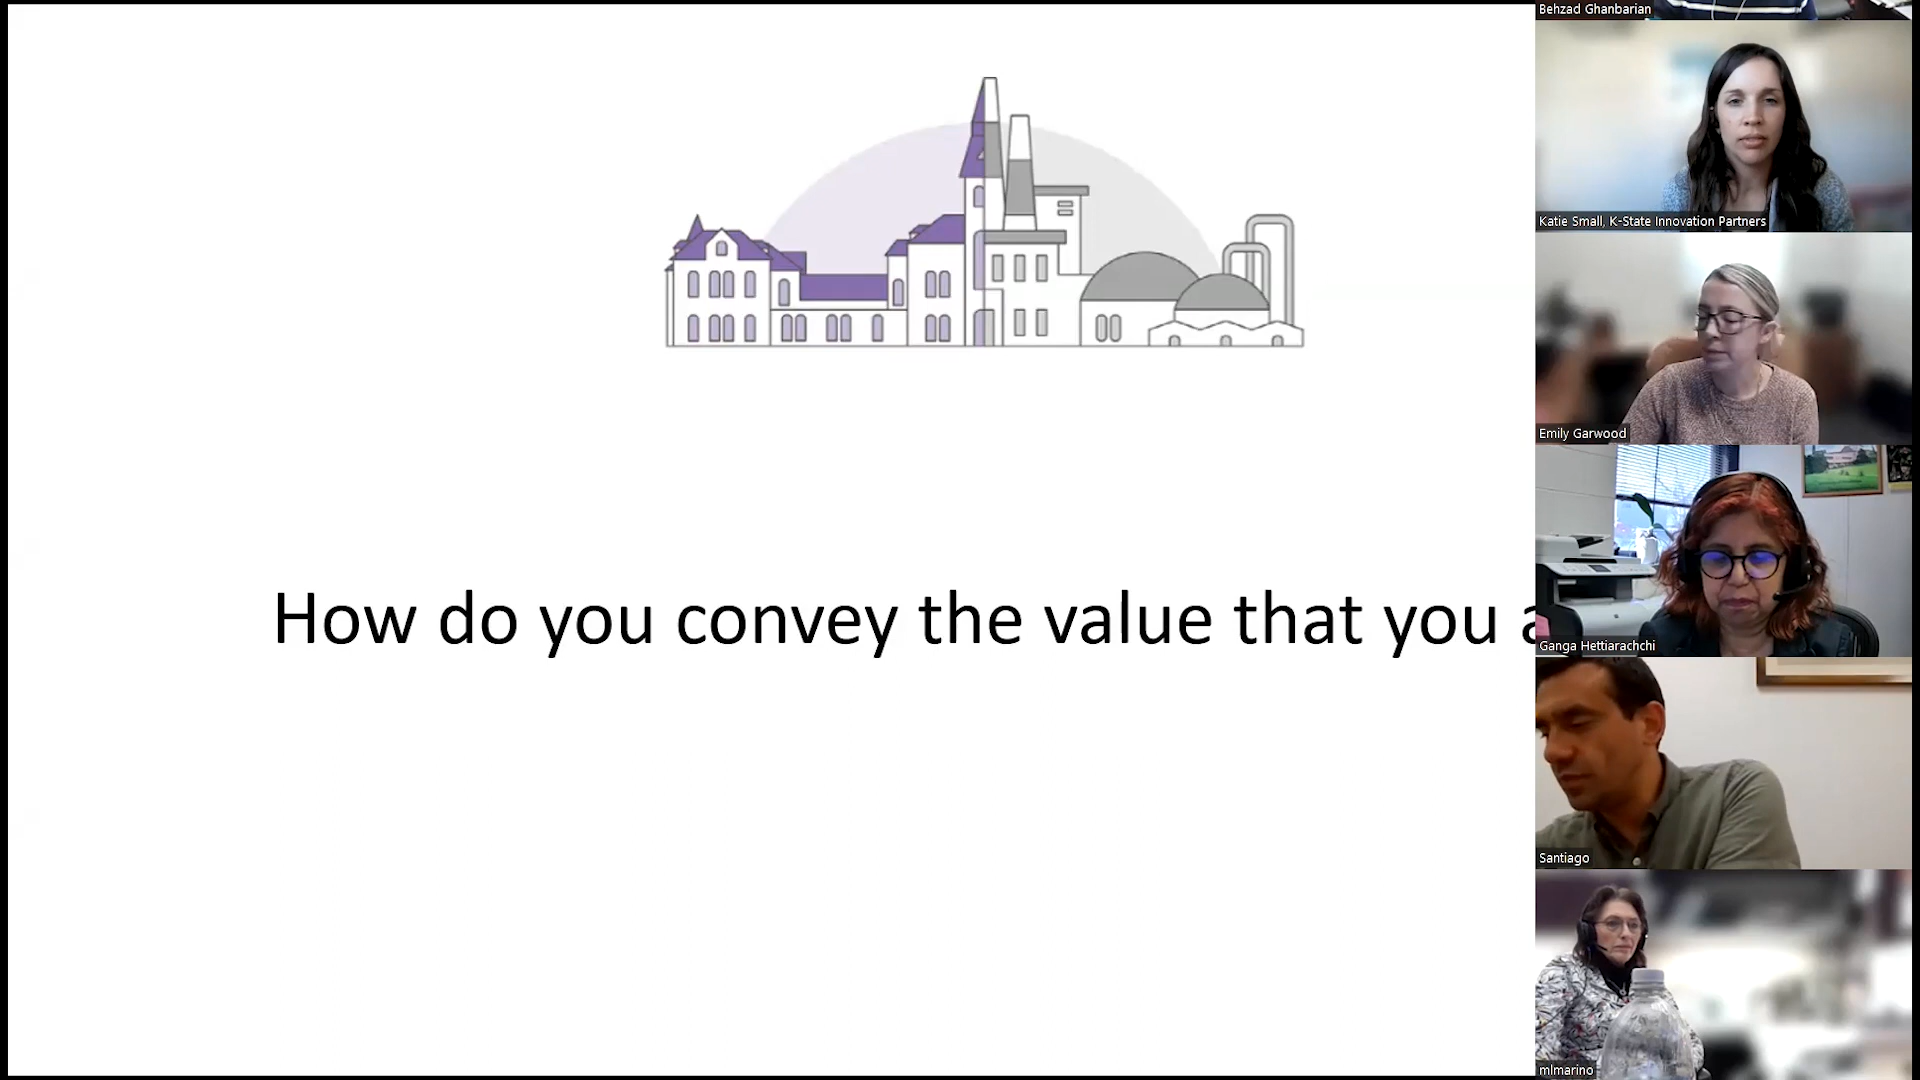 How do you convey the value that you a
Behzad Ghanbarian
Katie Small, K-State Innovation Partners
Emily Garwood
Ganga Hettiarachchi
Santiago
mlmarino